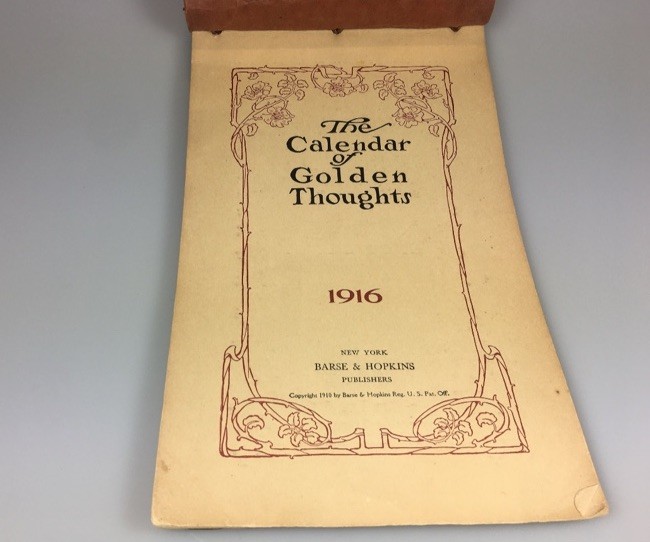 The
Calendar
of
Golden
Thoughts
1916
NEW YORK
BARSE & HOPKINS
PUBLISHERS
Copyright 1910 by Barse & Hopkins Reg. U. S. Pat. Off.